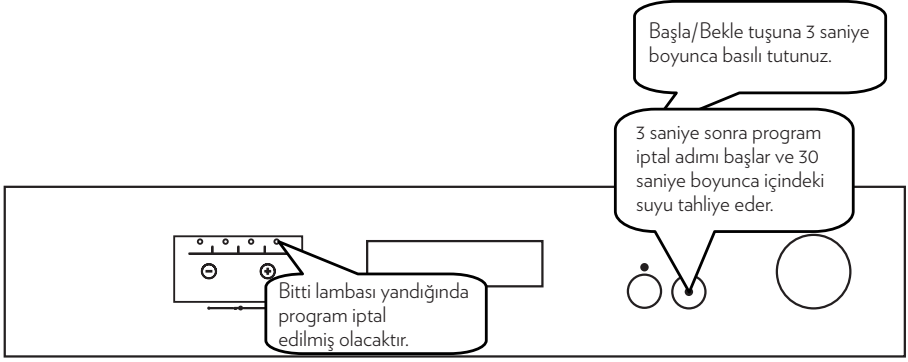 Başla/Bekle tuşuna 3 saniye
boyunca basılı tutunuz.
3 saniye sonra program
iptal adımı başlar ve 30
saniye boyunca içindeki
suyu tahliye eder.
Bitti lambası yandığında
program iptal
edilmiş olacaktır.